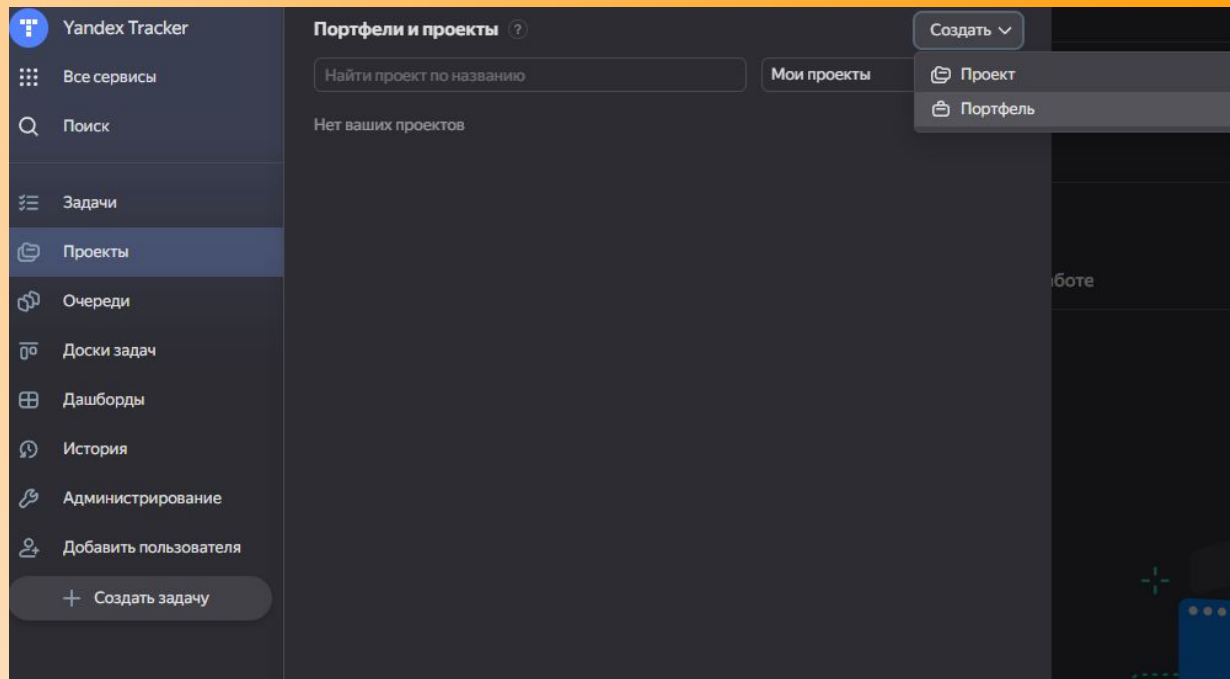 Yandex Tracker
Все сервисы
Поиск
Задачи
Проекты
Очереди
Доски задач
Дашборды
История
Администрирование
Добавить пользователя
Создать задачу
Портфели и проекты ?
Создать
Найти проект по названию
Мои проекты
Нет ваших проектов
Проект
Портфель